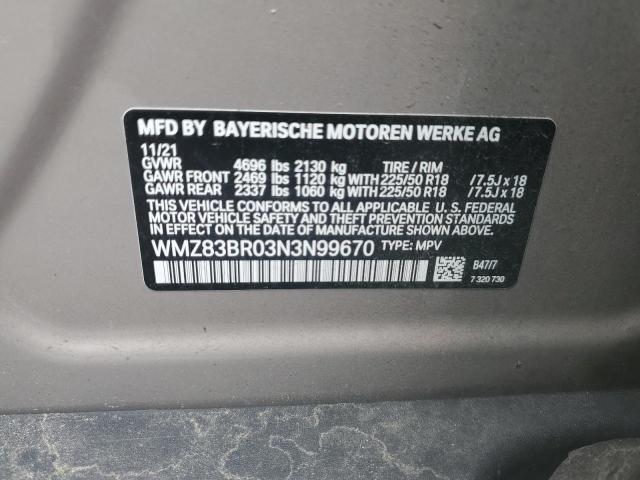 MFD BY BAYERISCHE MOTOREN WERKE AG
11/21
GVWR 4696 lbs 2130 kg TIRE / RIM
GAWR FRONT 2469 lbs 1120 kg WITH 225/50 R18 / 7.5J x 18
GAWR REAR 2337 lbs 1060 kg WITH 225/50 R18 / 7.5J x 18
THIS VEHICLE CONFORMS TO ALL APPLICABLE U. S. FEDERAL
MOTOR VEHICLE SAFETY AND THEFT PREVENTION STANDARDS
IN EFFECT ON THE DATE OF MANUFACTURE SHOWN ABOVE.
WMZ83BR03N3N99670 TYPE: MPV
B47/7
7 320 730